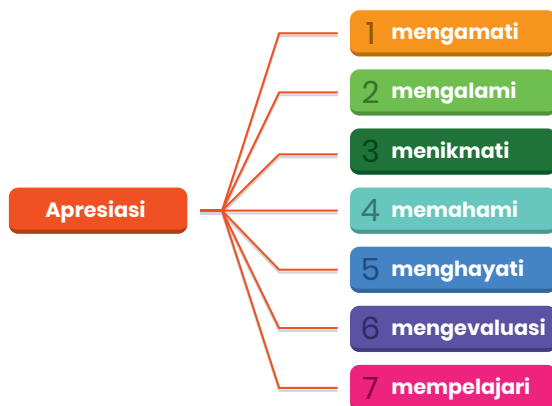 Apresiasi
1 mengamati
2 mengalami
3 menikmati
4 memahami
5 menghayati
6 mengevaluasi
7 mempelajari